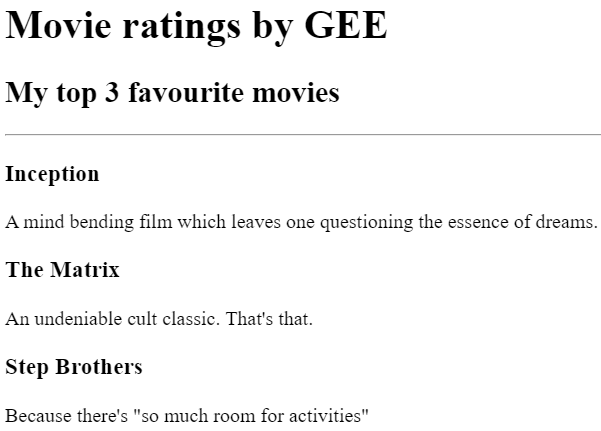 Movie ratings by GEE
My top 3 favourite movies
Inception
A mind bending film which leaves one questioning the essence of dreams.
The Matrix
An undeniable cult classic. That's that.
Step Brothers
Because there's "so much room for activities"